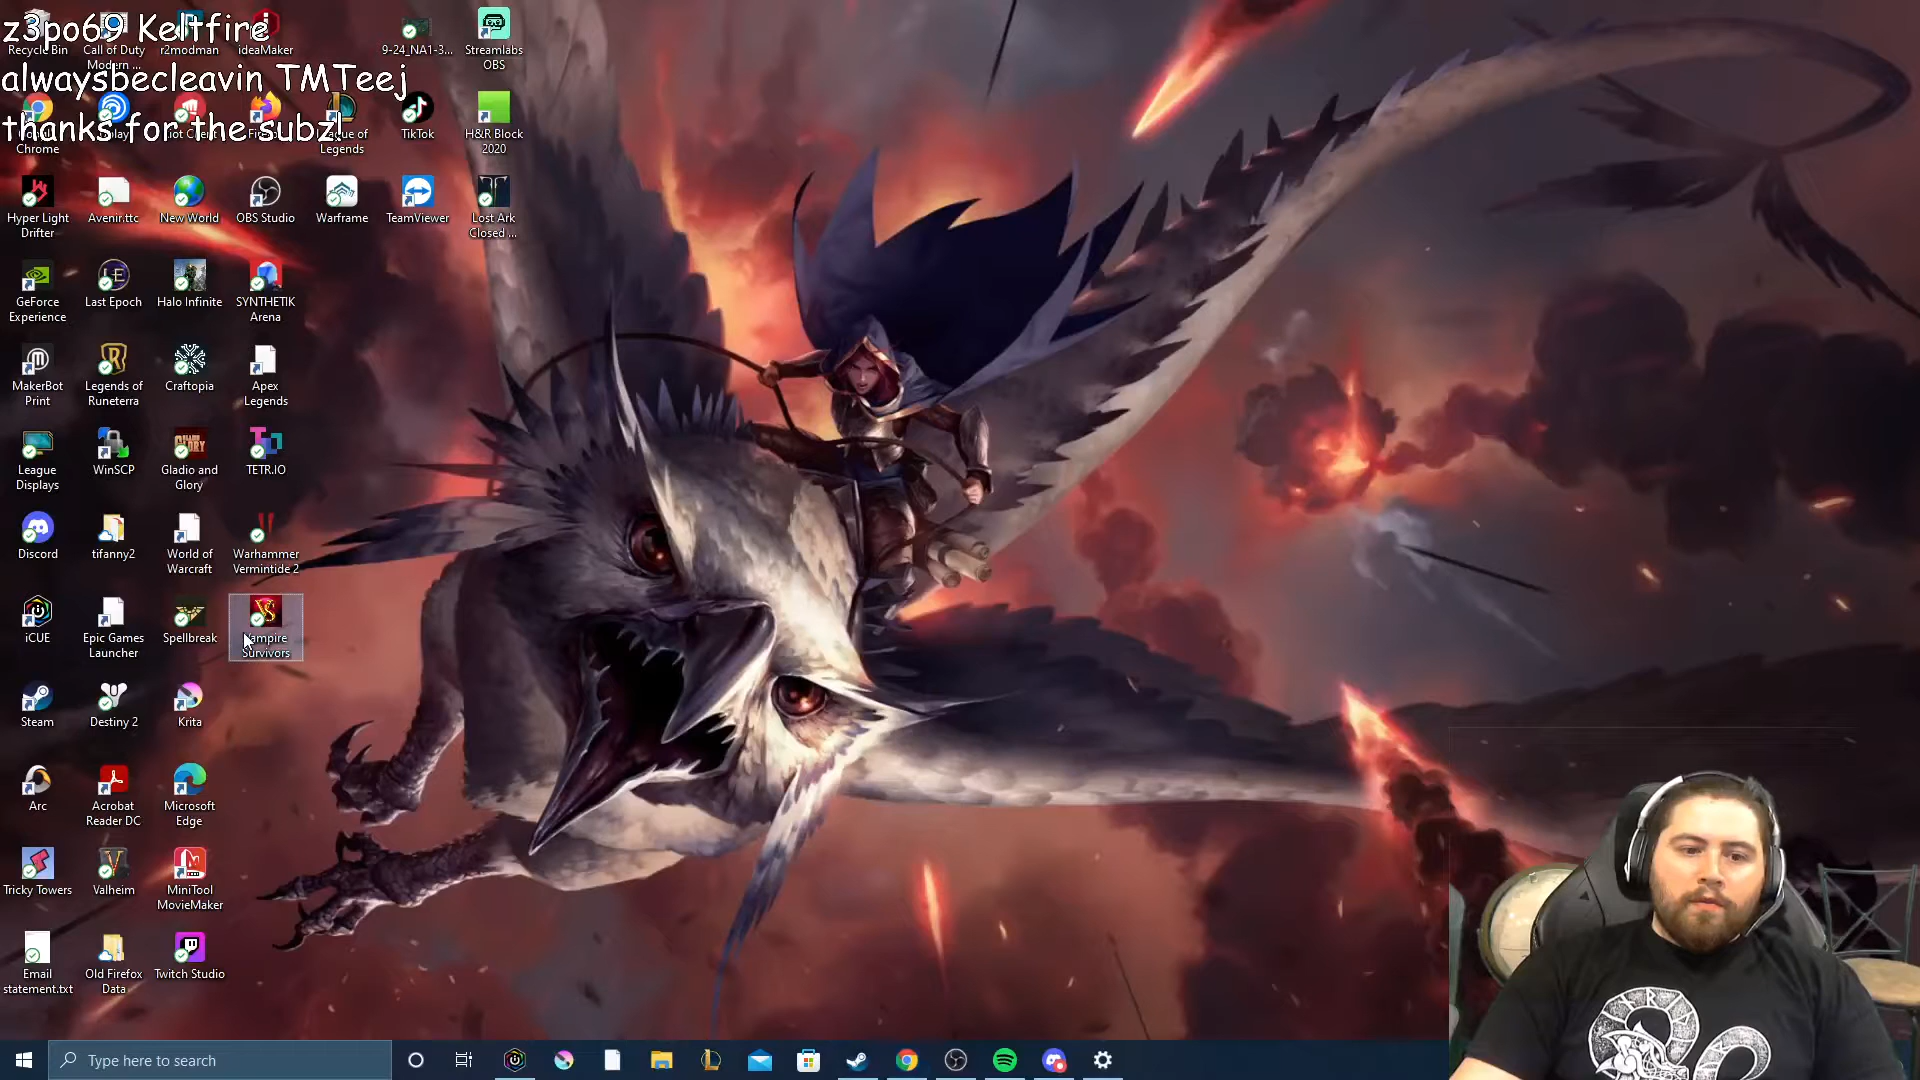 z3po69 Keltfire
alwaysbecleavin TMTeej
thanks for the subz!
Recycle Bin
Call of Duty
Modern ...
r2modman
ideaMaker
9-24_NA1-3...
Streamlabs
OBS
Chrome
League of
Legends
TikTok
H&R Block
2020
Hyper Light
Drifter
Avenir.ttc
New World
OBS Studio
Warframe
TeamViewer
Lost Ark
Closed ...
GeForce
Experience
Last Epoch
Halo Infinite
SYNTHETIK
Arena
MakerBot
Print
Legends of
Runeterra
Craftopia
Apex
Legends
League
Displays
WinSCP
Gladio and
Glory
TETR.IO
Discord
tifanny2
World of
Warcraft
Warhammer
Vermintide 2
iCUE
Epic Games
Launcher
Spellbreak
Vampire
Survivors
Steam
Destiny 2
Krita
Arc
Acrobat
Reader DC
Microsoft
Edge
Tricky Towers
Valheim
MiniTool
MovieMaker
Email
statement.txt
Old Firefox
Data
Twitch Studio
Type here to search